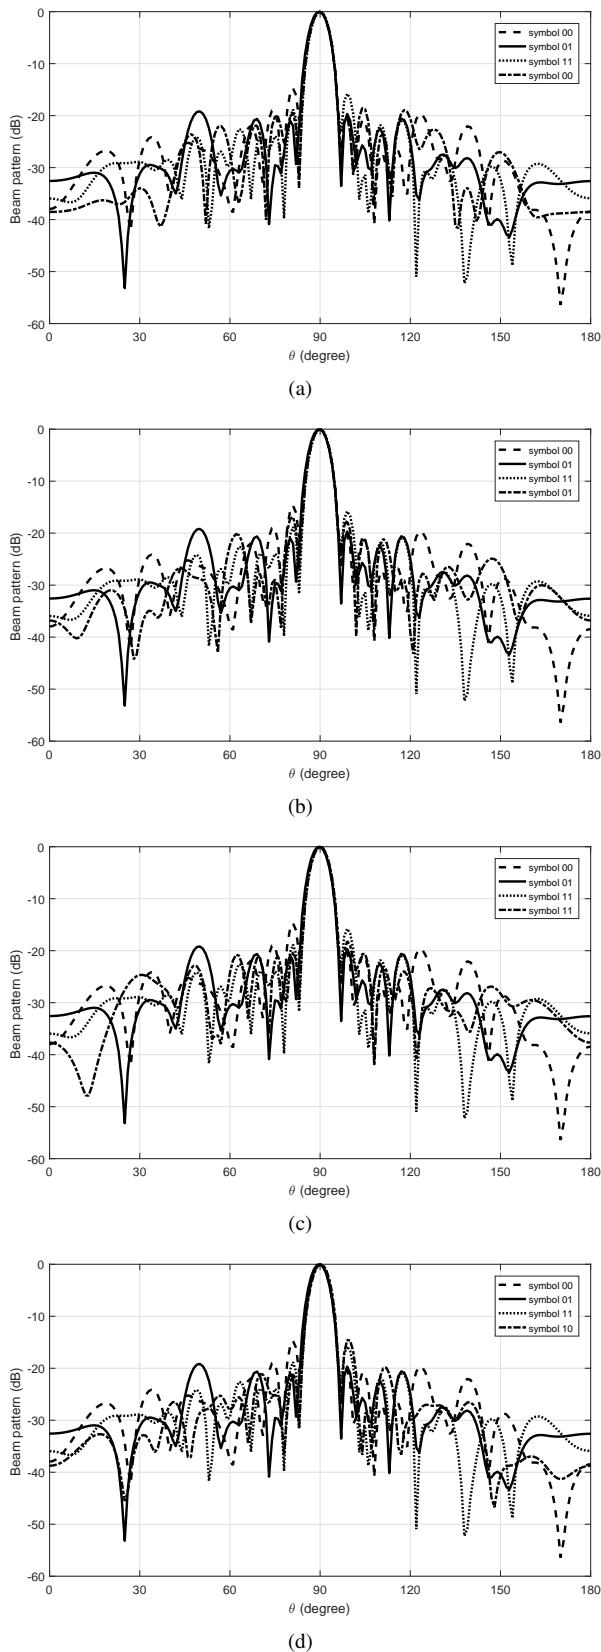 0
-10
-20
-30
-40
-50
-60
Beam pattern (dB)
symbol 00
symbol 01
symbol 11
symbol 00
0 30 60 90 120 150 180
θ (degree)
(a)
0
-10
-20
-30
-40
-50
-60
Beam pattern (dB)
symbol 00
symbol 01
symbol 11
symbol 01
0 30 60 90 120 150 180
θ (degree)
(b)
0
-10
-20
-30
-40
-50
-60
Beam pattern (dB)
symbol 00
symbol 01
symbol 11
symbol 11
0 30 60 90 120 150 180
θ (degree)
(c)
0
-10
-20
-30
-40
-50
-60
Beam pattern (dB)
symbol 00
symbol 01
symbol 11
symbol 10
0 30 60 90 120 150 180
θ (degree)
(d)